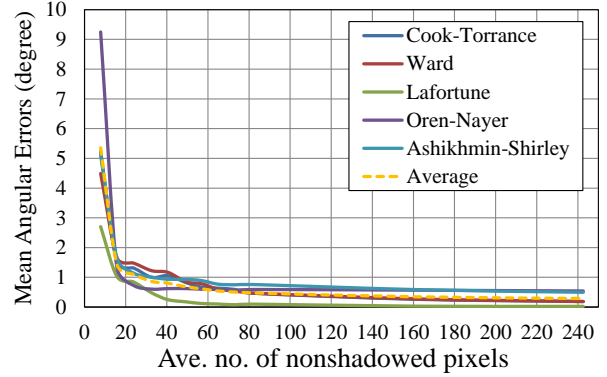 10
9
8
7
6
5
4
3
2
1
0
Mean Angular Errors (degree)
Cook-Torrance
Ward
Lafortune
Oren-Nayer
Ashikhmin-Shirley
Average
0 20 40 60 80 100 120 140 160 180 200 220 240
Ave. no. of nonshadowed pixels